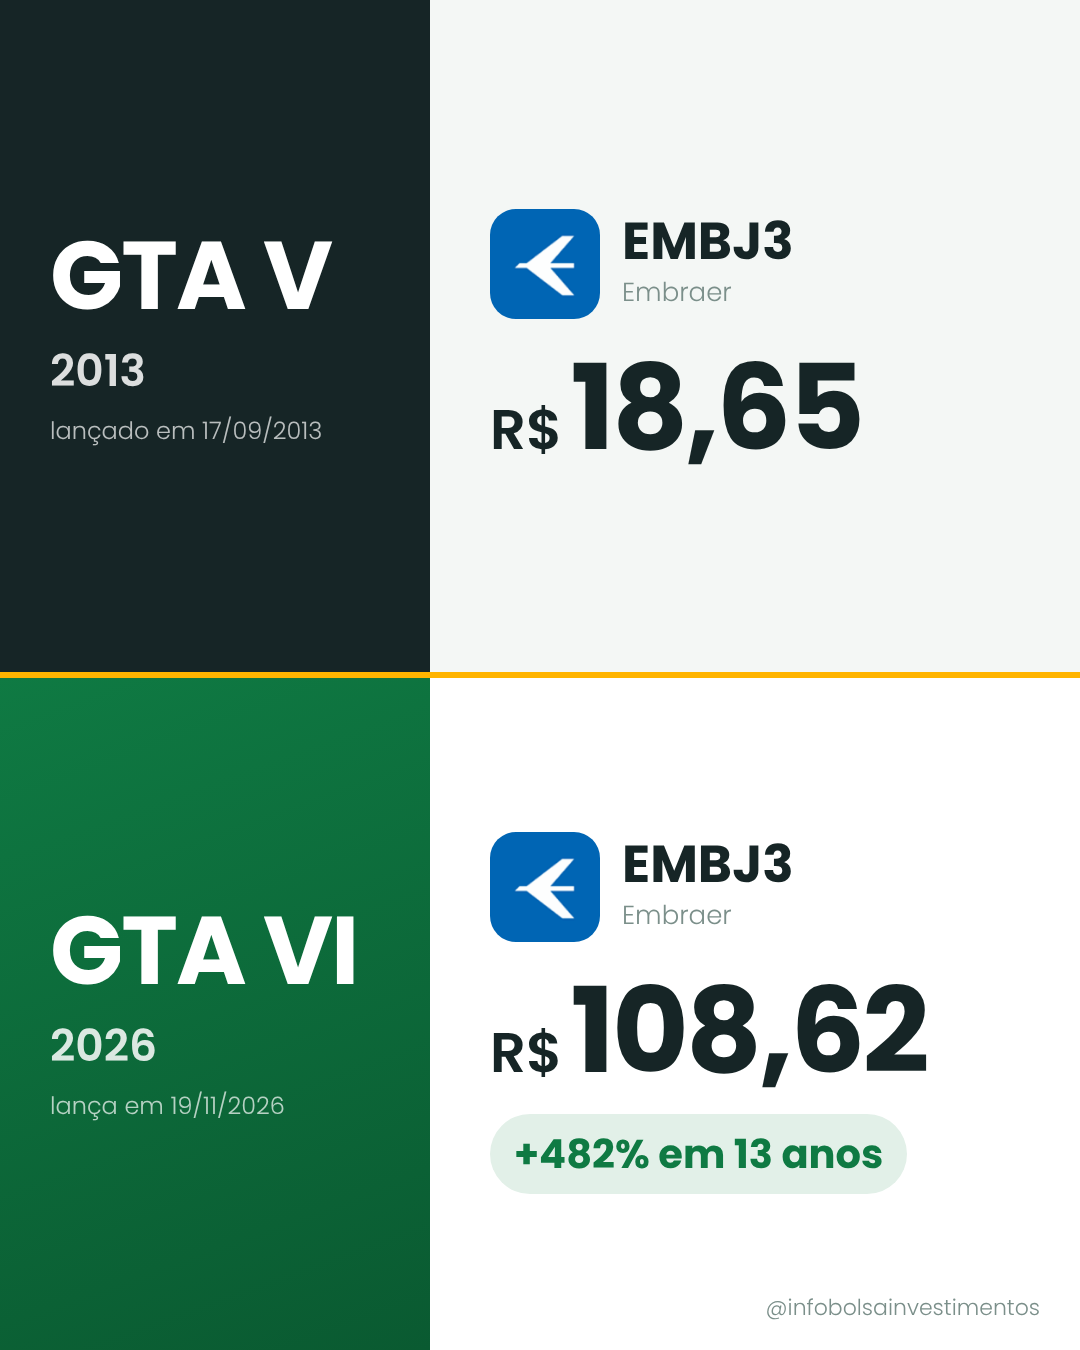 GTA V
2013
lançado em 17/09/2013
EMBJ3
Embraer
R$ 18,65
GTA VI
2026
lança em 19/11/2026
EMBJ3
Embraer
R$ 108,62
+482% em 13 anos
@infobolsainvestimentos